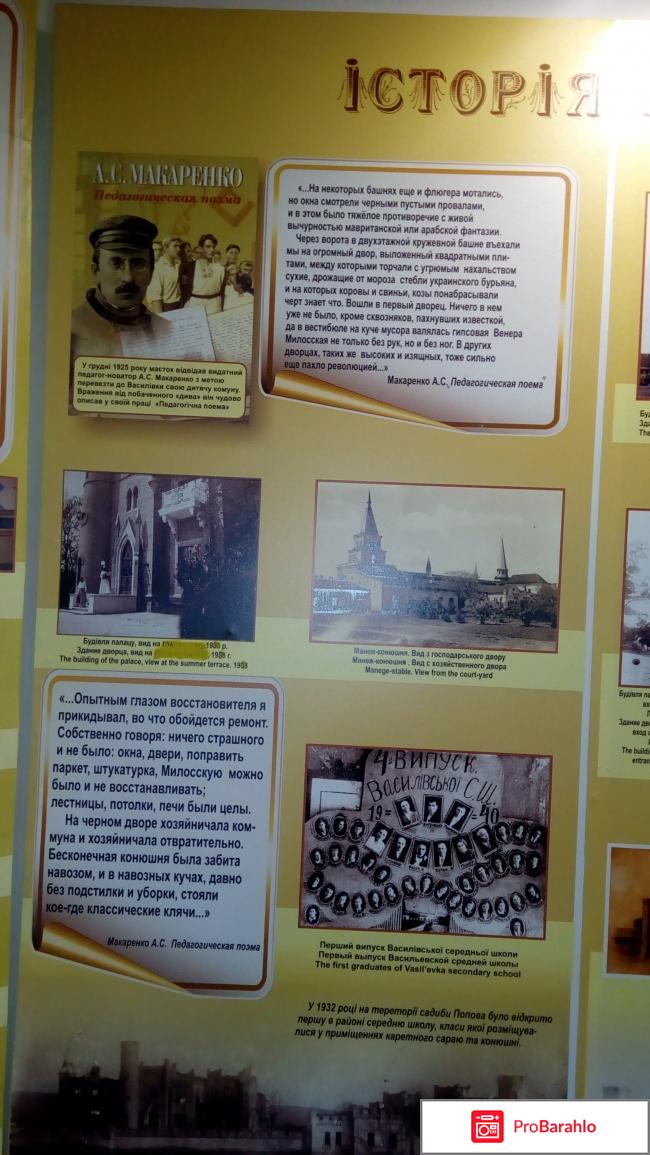 ІСТОРІЯ
А.С. МАКАРЕНКО
Педагогическая поэма
У грудні 1925 року маєток відвідав видатний
педагог-новатор А.С. Макаренко з метою
перевезти до Василівки свою дитячу комуну.
Враження від побаченного «дива» він чудово
описав у своїй праці «Педагогічна поема»
«...На некоторых башнях еще и флюгера мотались,
но окна смотрели черными пустыми провалами,
и в этом было тяжёлое противоречие с живой
вычурностью мавританской или арабской фантазии.
Через ворота в двухэтажной кружевной башне въехали
мы на огромный двор, выложенный квадратными пли-
тами, между которыми торчали с угрюмым нахальством
сухие, дрожащие от мороза стебли украинского бурьяна,
и на которых коровы и свиньи, козы понабрасывали
черт знает что. Вошли в первый дворец. Ничего в нем
уже не было, кроме сквозняков, пахнувших известкой,
да в вестибюле на куче мусора валялась гипсовая Венера
Милосская не только без рук, но и без ног. В других
дворцах, таких же высоких и изящных, тоже сильно
еще пахло революцией...»
Макаренко А.С. Педагогическая поема
Будівля палацу, вид на
Здание дворца, вид на
The building of the palace, view at the summer terrace. 1908
Манеж-конюшня. Вид з господарського двору
Манеж-конюшня . Вид с хозяйственного двора
Manege-stable. View from the court-yard
«...Опытным глазом восстановителя я
прикидывал, во что обойдется ремонт.
Собственно говоря: ничего страшного
и не было: окна, двери, поправить
паркет, штукатурка, Милосскую можно
было и не восстанавливать;
лестницы, потолки, печи были целы.
На черном дворе хозяйничала ком-
муна и хозяйничала отвратительно.
Бесконечная конюшня была забита
навозом, и в навозных кучах, давно
без подстилки и уборки, стояли
кое-где классические клячи...»
Макаренко А.С. Педагогическая поэма
4 ВИПУСК
ВАСИЛІВСЬКОЇ С.Ш.
19=40
Перший випуск Василівської середньої школи
Первый выпуск Васильевской средней школы
The first graduates of Vasil'evka secondary school
У 1932 році на тереторії садиби Попова було відкрито
першу в районі середню школу, класи якої розміщува-
лися у приміщеннях каретного сараю та конюшні.
ProBarahlo